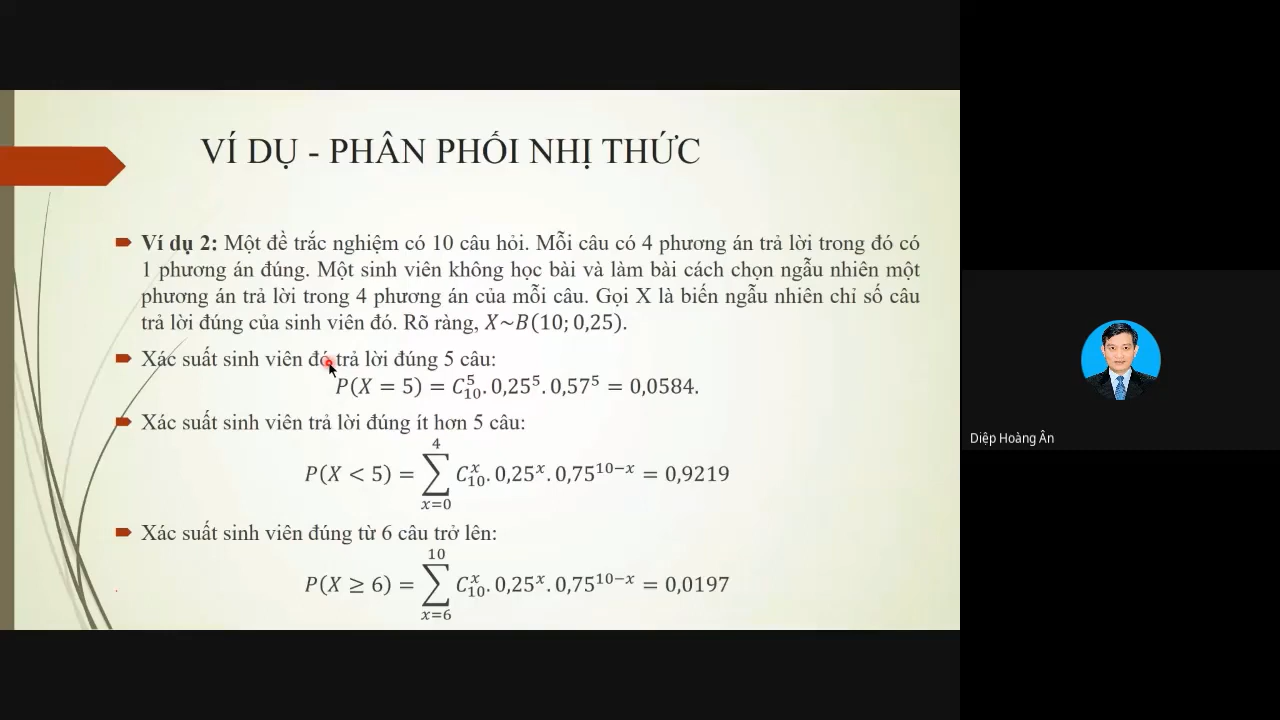 VÍ DỤ - PHÂN PHỐI NHỊ THỨC
Ví dụ 2: Một đề trắc nghiệm có 10 câu hỏi. Mỗi câu có 4 phương án trả lời trong đó có
1 phương án đúng. Một sinh viên không học bài và làm bài cách chọn ngẫu nhiên một
phương án trả lời trong 4 phương án của mỗi câu. Gọi X là biến ngẫu nhiên chỉ số câu
trả lời đúng của sinh viên đó. Rõ ràng, X~B(10; 0,25).
Xác suất sinh viên đó trả lời đúng 5 câu:
P(X = 5) = C₁₀⁵. 0,25⁵. 0,57⁵ = 0,0584.
Xác suất sinh viên trả lời đúng ít hơn 5 câu:
P(X < 5) = ∑_{x=0}^{4} C₁₀ˣ. 0,25ˣ. 0,75¹⁰⁻ˣ = 0,9219
Xác suất sinh viên đúng từ 6 câu trở lên:
P(X ≥ 6) = ∑_{x=6}^{10} C₁₀ˣ. 0,25ˣ. 0,75¹⁰⁻ˣ = 0,0197
Diệp Hoàng Ân